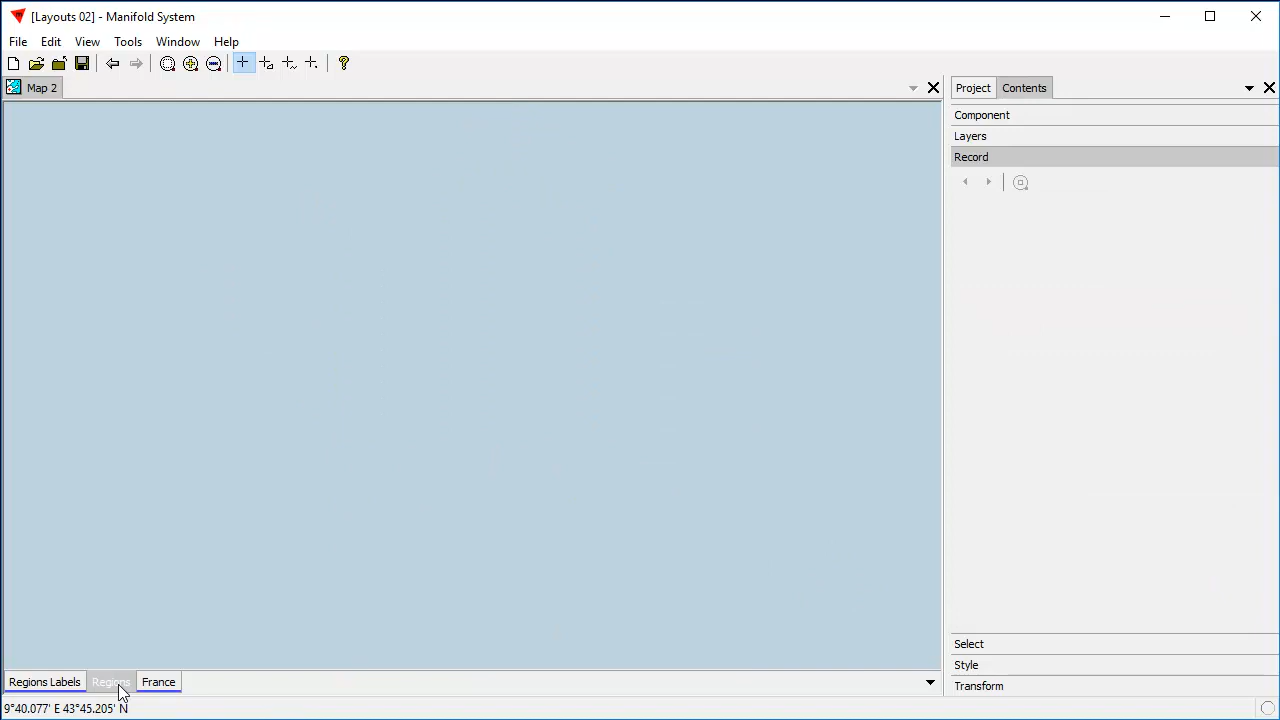 [Layouts 02] - Manifold System
File Edit View Tools Window Help
Map 2
Project Contents
Component
Layers
Record
Select
Style
Transform
Regions Labels Regions France
9°40.077' E 43°45.205' N